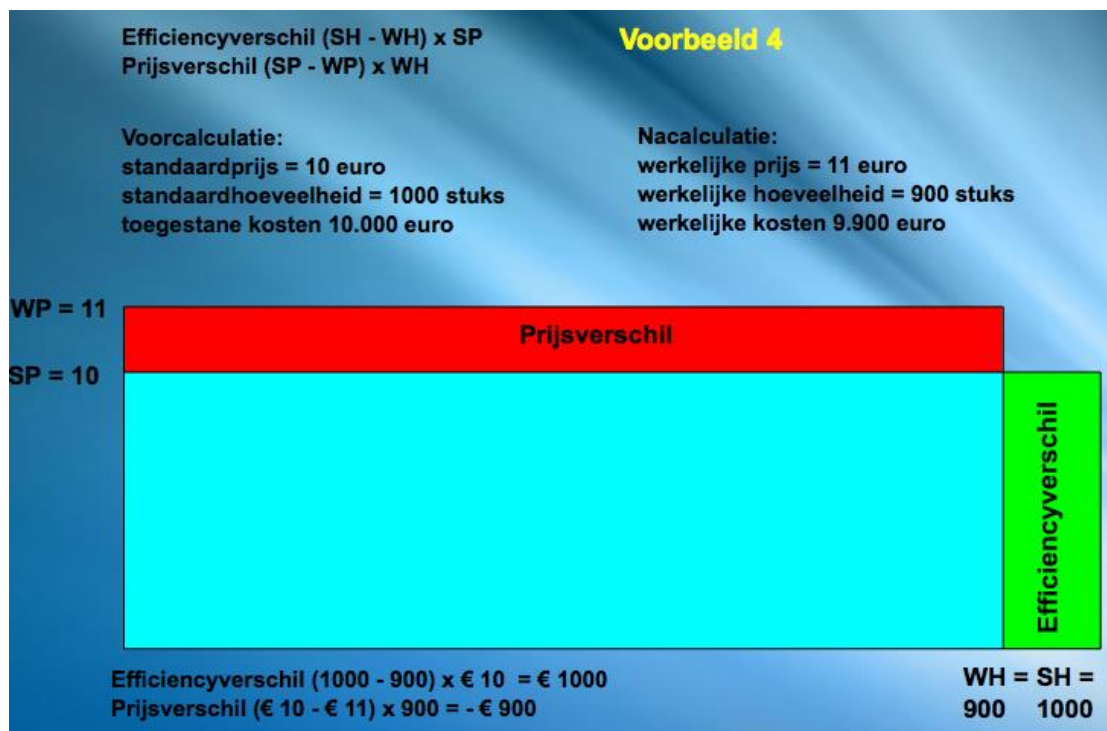 Efficiencyverschil (SH - WH) x SP
Prijsverschil (SP - WP) x WH
Voorbeeld 4
Voorcalculatie:
standaardprijs = 10 euro
standaardhoeveelheid = 1000 stuks
toegestane kosten 10.000 euro
Nacalculatie:
werkelijke prijs = 11 euro
werkelijke hoeveelheid = 900 stuks
werkelijke kosten 9.900 euro
WP = 11
Prijsverschil
SP = 10
Efficiencyverschil
Efficiencyverschil (1000 - 900) x € 10 = € 1000
Prijsverschil (€ 10 - € 11) x 900 = - € 900
WH = SH =
900 1000